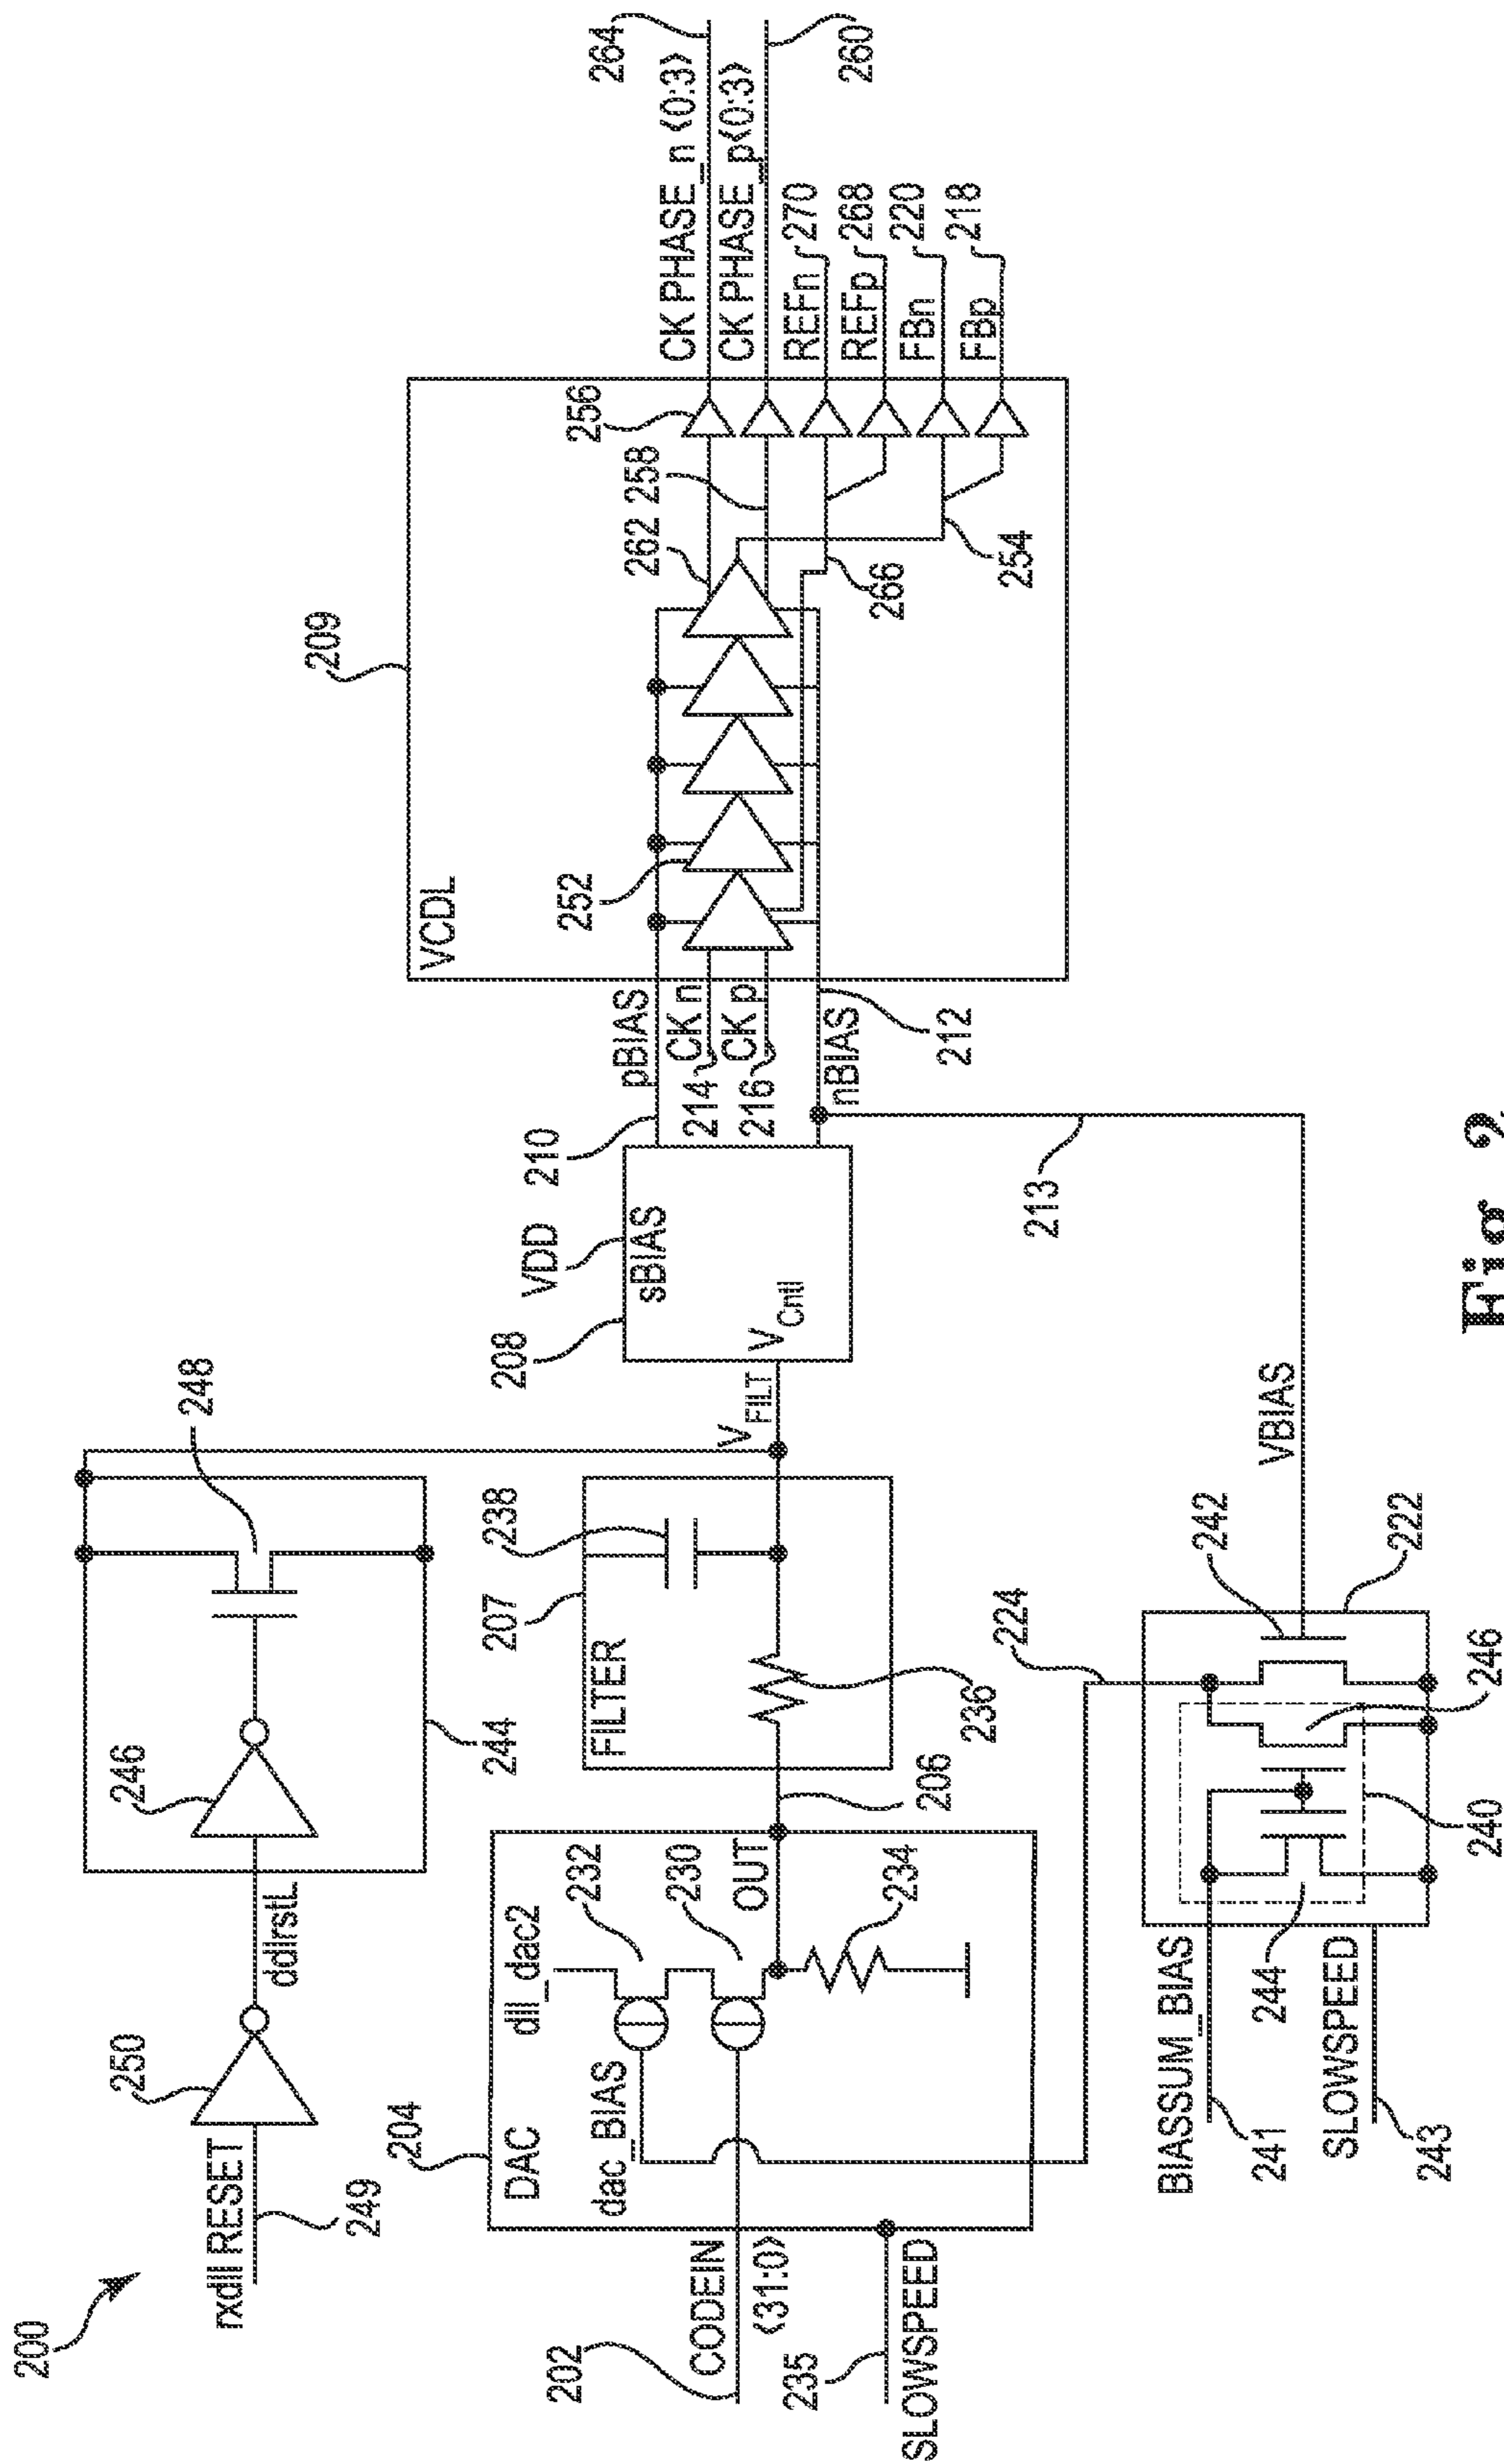 200
rxdll RESET
249
250
ddlrstL
246
244
248
202
CODEIN
⟨31:0⟩
235
SLOWSPEED
204
DAC
dac_BIAS
dll_dac2
232
230
OUT
234
206
207
FILTER
238
236
V FILT
208
VDD
sBIAS
V Cntl
210
pBIAS
214
CK n
216
CK p
nBIAS
212
213
VBIAS
209
VCDL
252
262
258
256
266
254
CK PHASE_n ⟨0:3⟩
264
CK PHASE_p⟨0:3⟩
260
REFn
270
REFp
268
FBn
220
FBp
218
BIASSUM_BIAS
241
SLOWSPEED
243
244
240
246
242
222
224
Fig 2